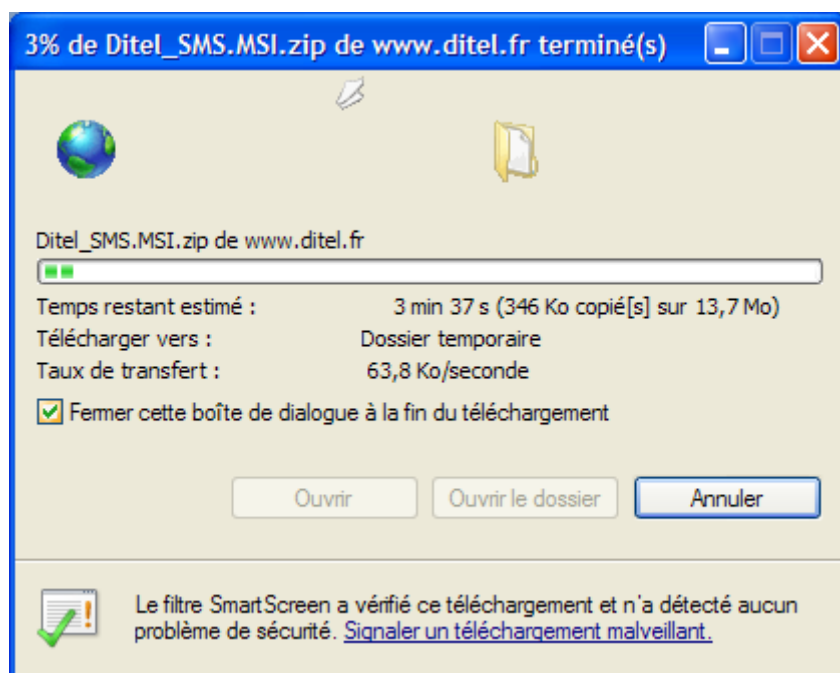 3% de Ditel_SMS.MSI.zip de www.ditel.fr terminé(s)
Ditel_SMS.MSI.zip de www.ditel.fr
Temps restant estimé : 3 min 37 s (346 Ko copié[s] sur 13,7 Mo)
Télécharger vers : Dossier temporaire
Taux de transfert : 63,8 Ko/seconde
Fermer cette boîte de dialogue à la fin du téléchargement
Ouvrir Ouvrir le dossier Annuler
Le filtre SmartScreen a vérifié ce téléchargement et n'a détecté aucun
problème de sécurité. Signaler un téléchargement malveillant.